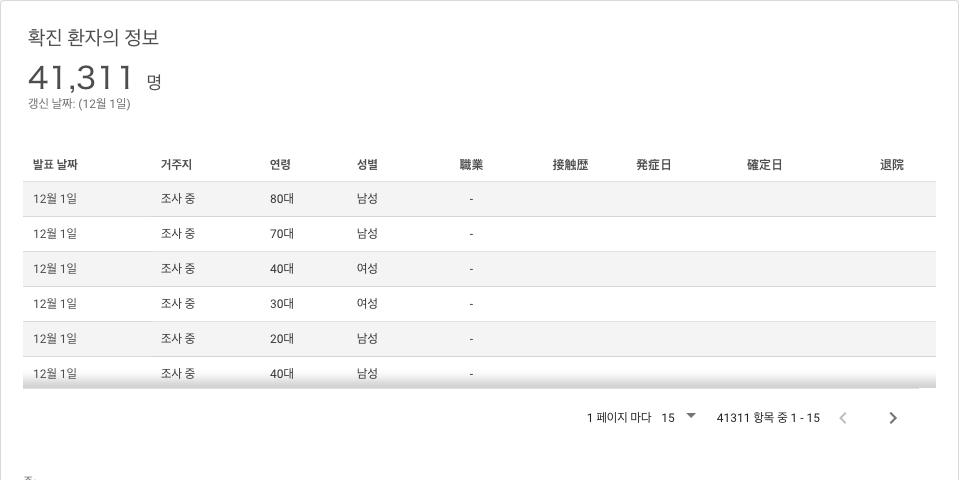 확진 환자의 정보
41,311 명
갱신 날짜: (12월 1일)
발표 날짜 거주지 연령 성별 職業 接触歴 発症日 確定日 退院
12월 1일 조사 중 80대 남성 -
12월 1일 조사 중 70대 남성 -
12월 1일 조사 중 40대 여성 -
12월 1일 조사 중 30대 여성 -
12월 1일 조사 중 20대 남성 -
12월 1일 조사 중 40대 남성 -
1 페이지 마다 15 41311 항목 중 1 - 15